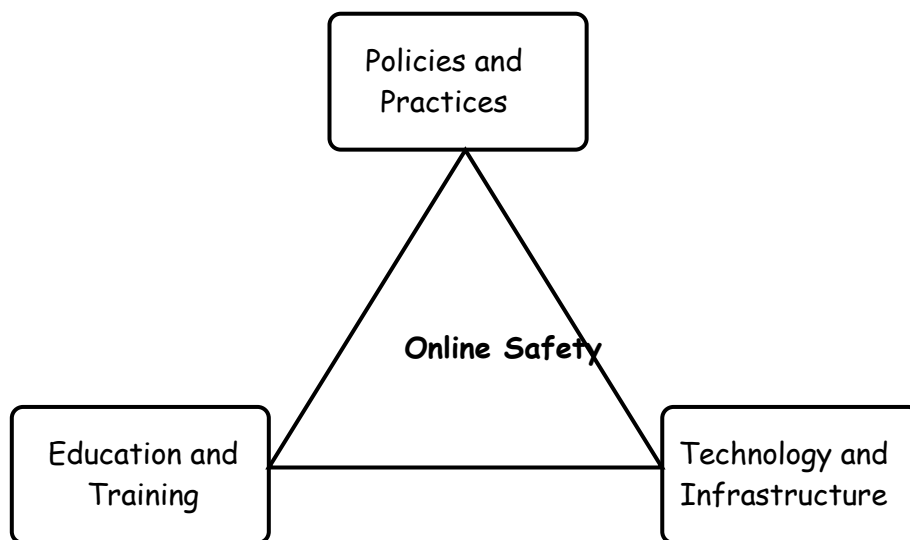 Policies and
Practices
Online Safety
Education and
Training
Technology and
Infrastructure